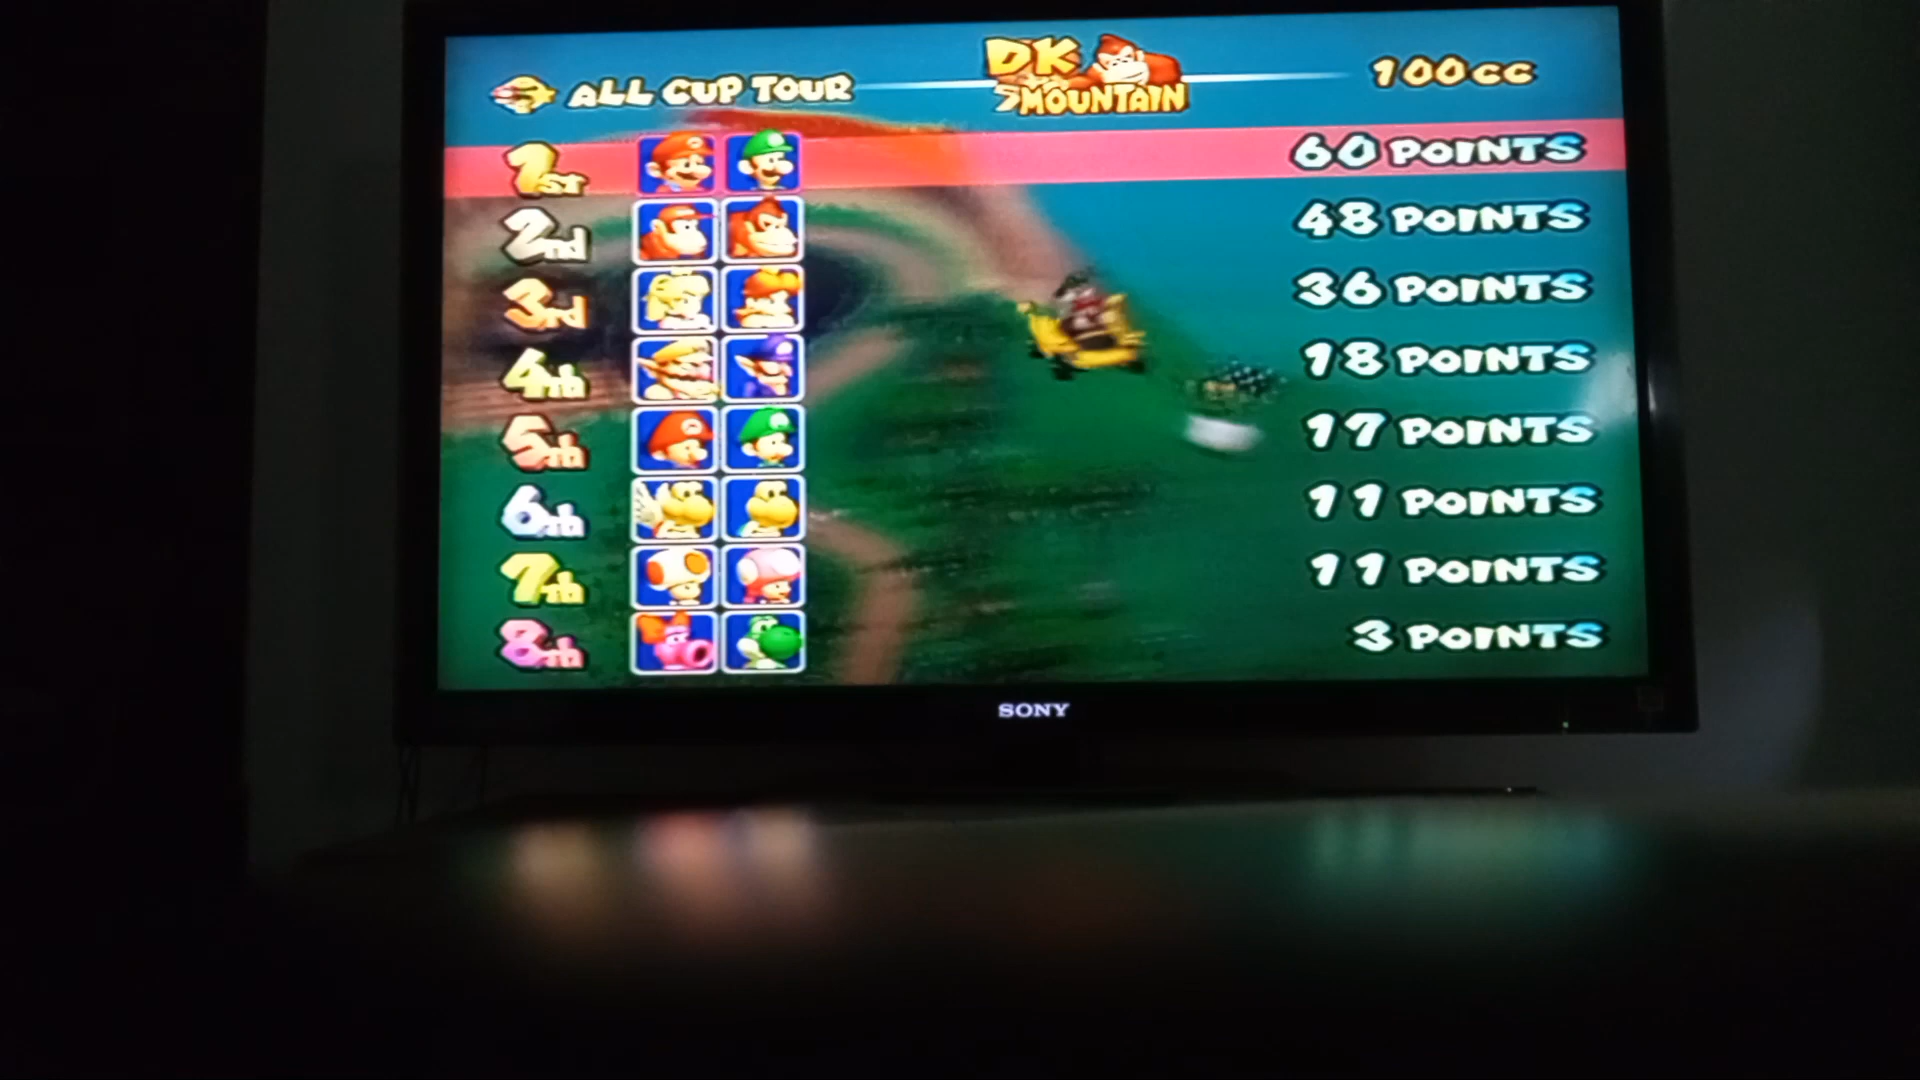 ALL CUP TOUR
DK MOUNTAIN
100cc
1st 60 POINTS
2nd 48 POINTS
3rd 36 POINTS
4th 18 POINTS
5th 17 POINTS
6th 11 POINTS
7th 11 POINTS
8th 3 POINTS
SONY